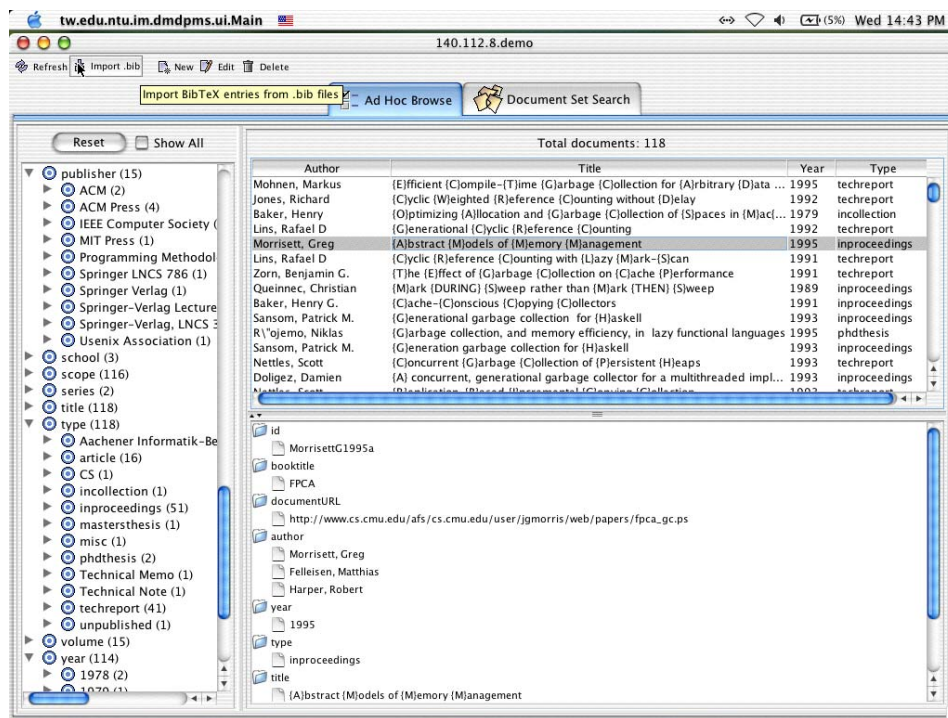 tw.edu.ntu.im.dmdpms.ui.Main (5%) Wed 14:43 PM
140.112.8.demo
Refresh Import .bib New Edit Delete
Import BibTeX entries from .bib files
Ad Hoc Browse Document Set Search
Reset Show All
publisher (15)
ACM (2)
ACM Press (4)
IEEE Computer Society (
MIT Press (1)
Programming Methodol
Springer LNCS 786 (1)
Springer Verlag (1)
Springer-Verlag Lecture
Springer-Verlag, LNCS 3
Usenix Association (1)
school (3)
scope (116)
series (2)
title (118)
type (118)
Aachener Informatik-Be
article (16)
CS (1)
incollection (1)
inproceedings (51)
mastersthesis (1)
misc (1)
phdthesis (2)
Technical Memo (1)
Technical Note (1)
techreport (41)
unpublished (1)
volume (15)
year (114)
1978 (2)
1979 (1)
Total documents: 118
Author Title Year Type
Mohnen, Markus {E}fficient {C}ompile-{T}ime {G}arbage {C}ollection for {A}rbitrary {D}ata ... 1995 techreport
Jones, Richard {C}yclic {W}eighted {R}eference {C}ounting without {D}elay 1992 techreport
Baker, Henry {O}ptimizing {A}llocation and {G}arbage {C}ollection of {S}paces in {M}ac{... 1979 incollection
Lins, Rafael D {G}enerational {C}yclic {R}eference {C}ounting 1992 techreport
Morrisett, Greg {A}bstract {M}odels of {M}emory {M}anagement 1995 inproceedings
Lins, Rafael D {C}yclic {R}eference {C}ounting with {L}azy {M}ark-{S}can 1991 techreport
Zorn, Benjamin G. {T}he {E}ffect of {G}arbage {C}ollection on {C}ache {P}erformance 1991 techreport
Queinnec, Christian {M}ark {DURING} {S}weep rather than {M}ark {THEN} {S}weep 1989 inproceedings
Baker, Henry G. {C}ache-{C}onscious {C}opying {C}ollectors 1991 inproceedings
Sansom, Patrick M. {G}enerational garbage collection for {H}askell 1993 inproceedings
R\"ojemo, Niklas {G}arbage collection, and memory efficiency, in lazy functional languages 1995 phdthesis
Sansom, Patrick M. {G}eneration garbage collection for {H}askell 1993 inproceedings
Nettles, Scott {C}oncurrent {G}arbage {C}ollection of {P}ersistent {H}eaps 1993 techreport
Doligez, Damien {A} concurrent, generational garbage collector for a multithreaded impl... 1993 inproceedings
id
MorrisettG1995a
booktitle
FPCA
documentURL
http://www.cs.cmu.edu/afs/cs.cmu.edu/user/jgmorris/web/papers/fpca_gc.ps
author
Morrisett, Greg
Felleisen, Matthias
Harper, Robert
year
1995
type
inproceedings
title
{A}bstract {M}odels of {M}emory {M}anagement